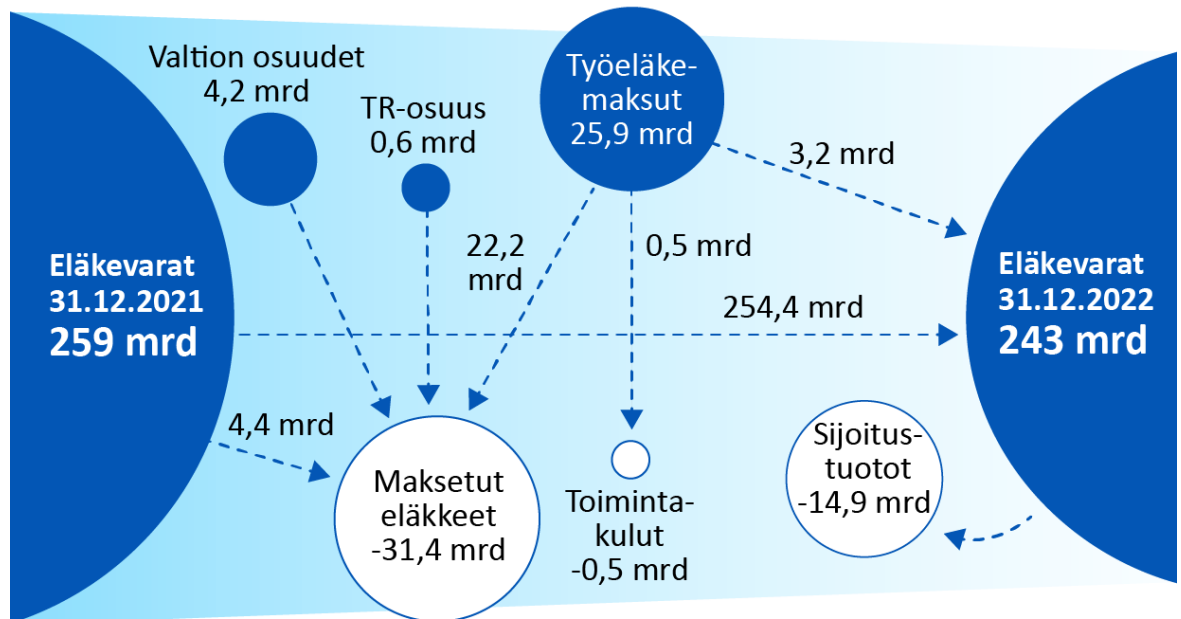 Valtion osuudet
4,2 mrd
TR-osuus
0,6 mrd
Työeläke-
maksut
25,9 mrd
3,2 mrd
22,2
mrd
0,5 mrd
Eläkevarat
31.12.2021
259 mrd
254,4 mrd
Eläkevarat
31.12.2022
243 mrd
4,4 mrd
Maksetut
eläkkeet
-31,4 mrd
Toiminta-
kulut
-0,5 mrd
Sijoitus-
tuotot
-14,9 mrd